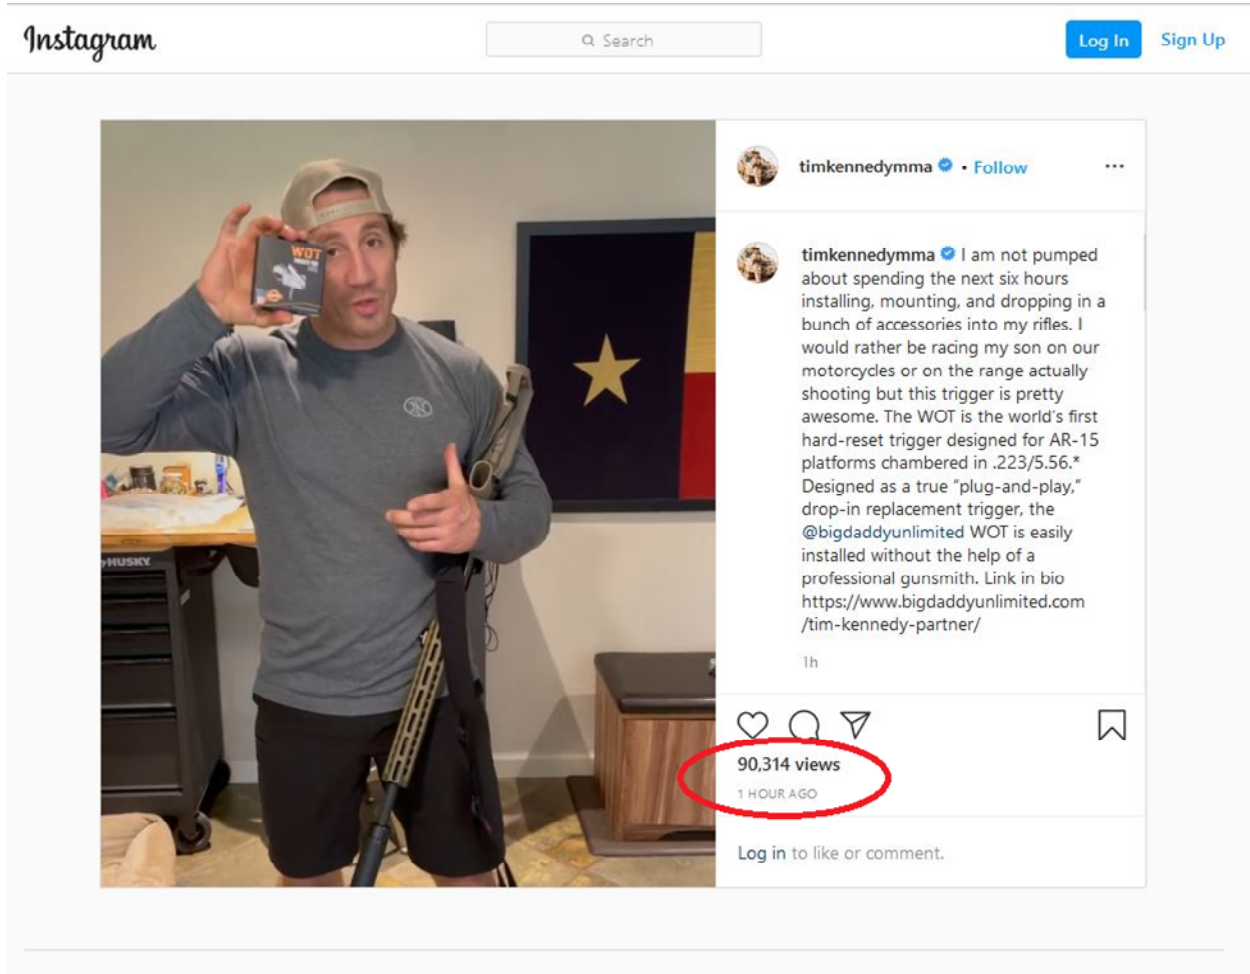 Instagram
Search
Log In
Sign Up
timkennedymma • Follow
...
WOT
HUSKY
FN
timkennedymma I am not pumped
about spending the next six hours
installing, mounting, and dropping in a
bunch of accessories into my rifles. I
would rather be racing my son on our
motorcycles or on the range actually
shooting but this trigger is pretty
awesome. The WOT is the world's first
hard-reset trigger designed for AR-15
platforms chambered in .223/5.56.*
Designed as a true "plug-and-play,"
drop-in replacement trigger, the
@bigdaddyunlimited WOT is easily
installed without the help of a
professional gunsmith. Link in bio
https://www.bigdaddyunlimited.com
/tim-kennedy-partner/
1h
90,314 views
1 HOUR AGO
Log in to like or comment.